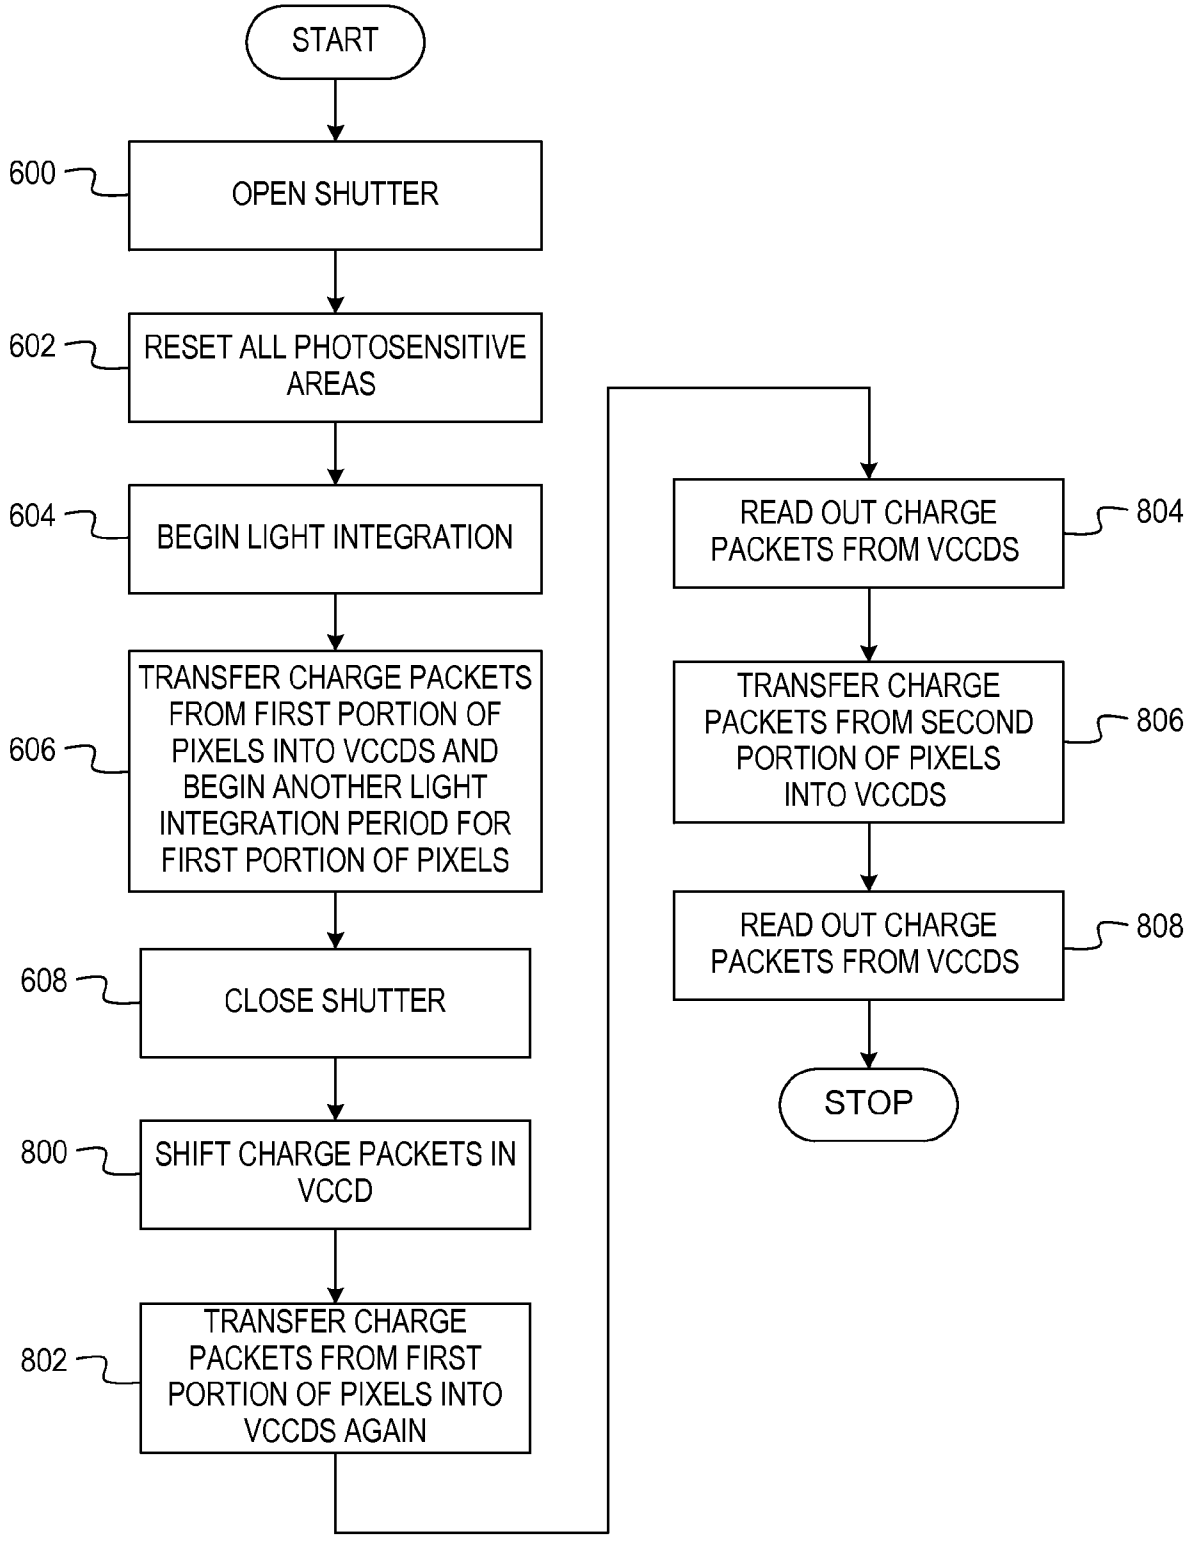 START
600
OPEN SHUTTER
602
RESET ALL PHOTOSENSITIVE
AREAS
604
BEGIN LIGHT INTEGRATION
606
TRANSFER CHARGE PACKETS
FROM FIRST PORTION OF
PIXELS INTO VCCDS AND
BEGIN ANOTHER LIGHT
INTEGRATION PERIOD FOR
FIRST PORTION OF PIXELS
608
CLOSE SHUTTER
800
SHIFT CHARGE PACKETS IN
VCCD
802
TRANSFER CHARGE
PACKETS FROM FIRST
PORTION OF PIXELS INTO
VCCDS AGAIN
READ OUT CHARGE
PACKETS FROM VCCDS
804
TRANSFER CHARGE
PACKETS FROM SECOND
PORTION OF PIXELS
INTO VCCDS
806
READ OUT CHARGE
PACKETS FROM VCCDS
808
STOP